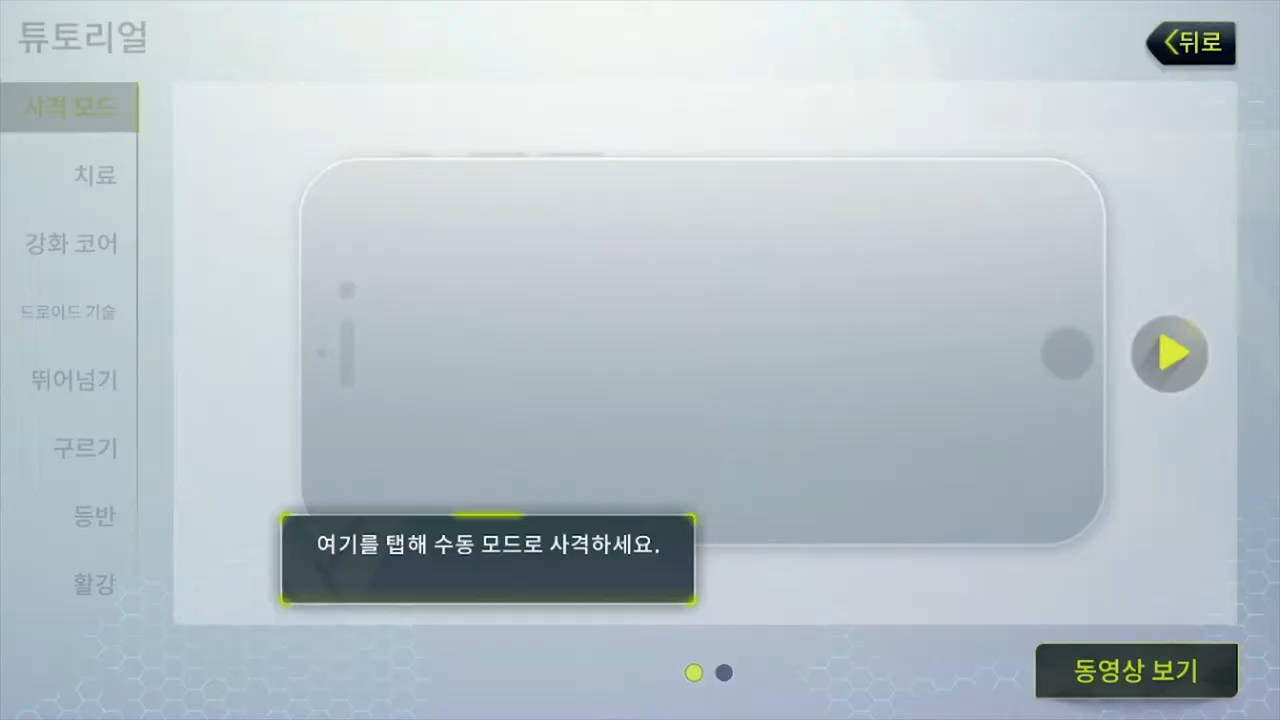 튜토리얼
뒤로
사격 모드
치료
강화 코어
드로이드 기술
뛰어넘기
구르기
등반
활강
여기를 탭해 수동 모드로 사격하세요.
동영상 보기